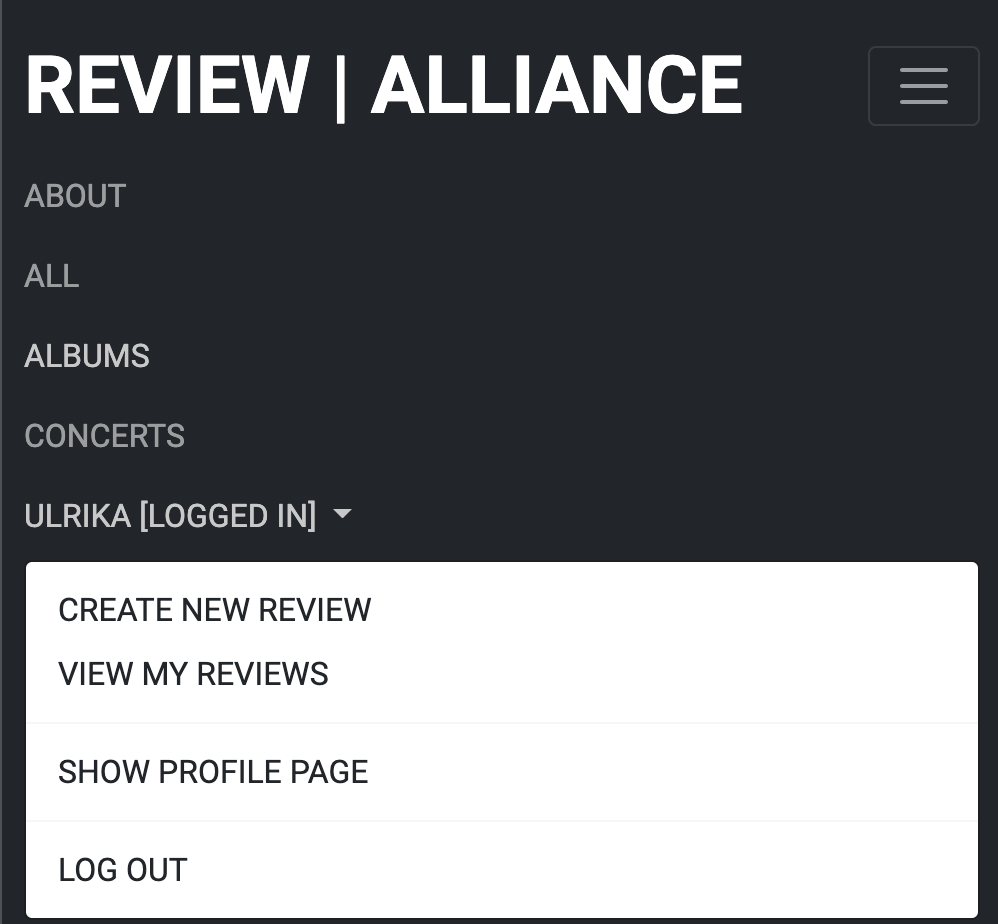 REVIEW | ALLIANCE
ABOUT
ALL
ALBUMS
CONCERTS
ULRIKA [LOGGED IN]
CREATE NEW REVIEW
VIEW MY REVIEWS
SHOW PROFILE PAGE
LOG OUT